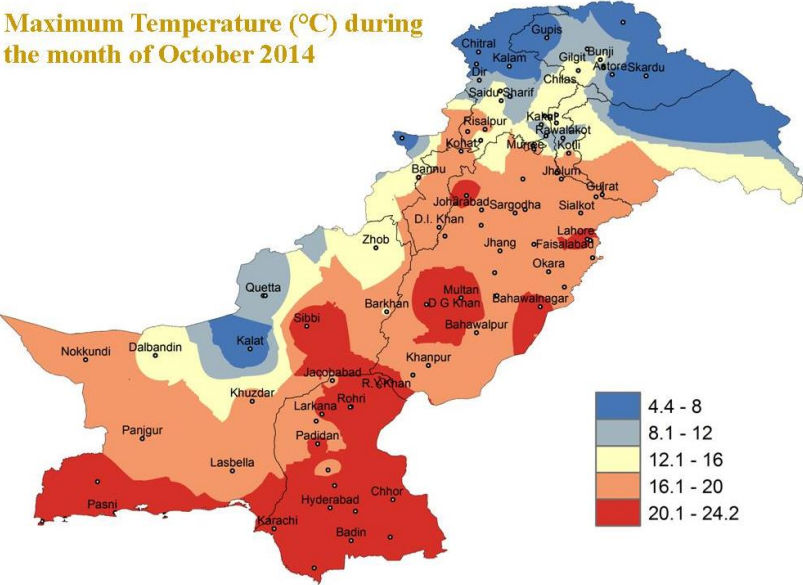 Maximum Temperature (°C) during
the month of October 2014
Gupis
Chitral
Bunji
Kalam
Gilgit
Astore
Skardu
Dir
Chilas
Saidu Sharif
Kakul
Risalpur
Rawalakot
Kohat
Murree
Kotli
Bannu
Jhelum
Gujrat
Joharabad
Sargodha
Sialkot
D.I. Khan
Lahore
Zhob
Jhang
Faisalabad
Okara
Quetta
Multan
Barkhan
D G Khan
Bahawalnagar
Sibbi
Bahawalpur
Kalat
Nokkundi
Dalbandin
Khanpur
Jacobabad
R.Y.Khan
Khuzdar
Rohri
Larkana
Panjgur
Padidan
Lasbella
Pasni
Hyderabad
Chhor
Karachi
Badin
4.4 - 8
8.1 - 12
12.1 - 16
16.1 - 20
20.1 - 24.2